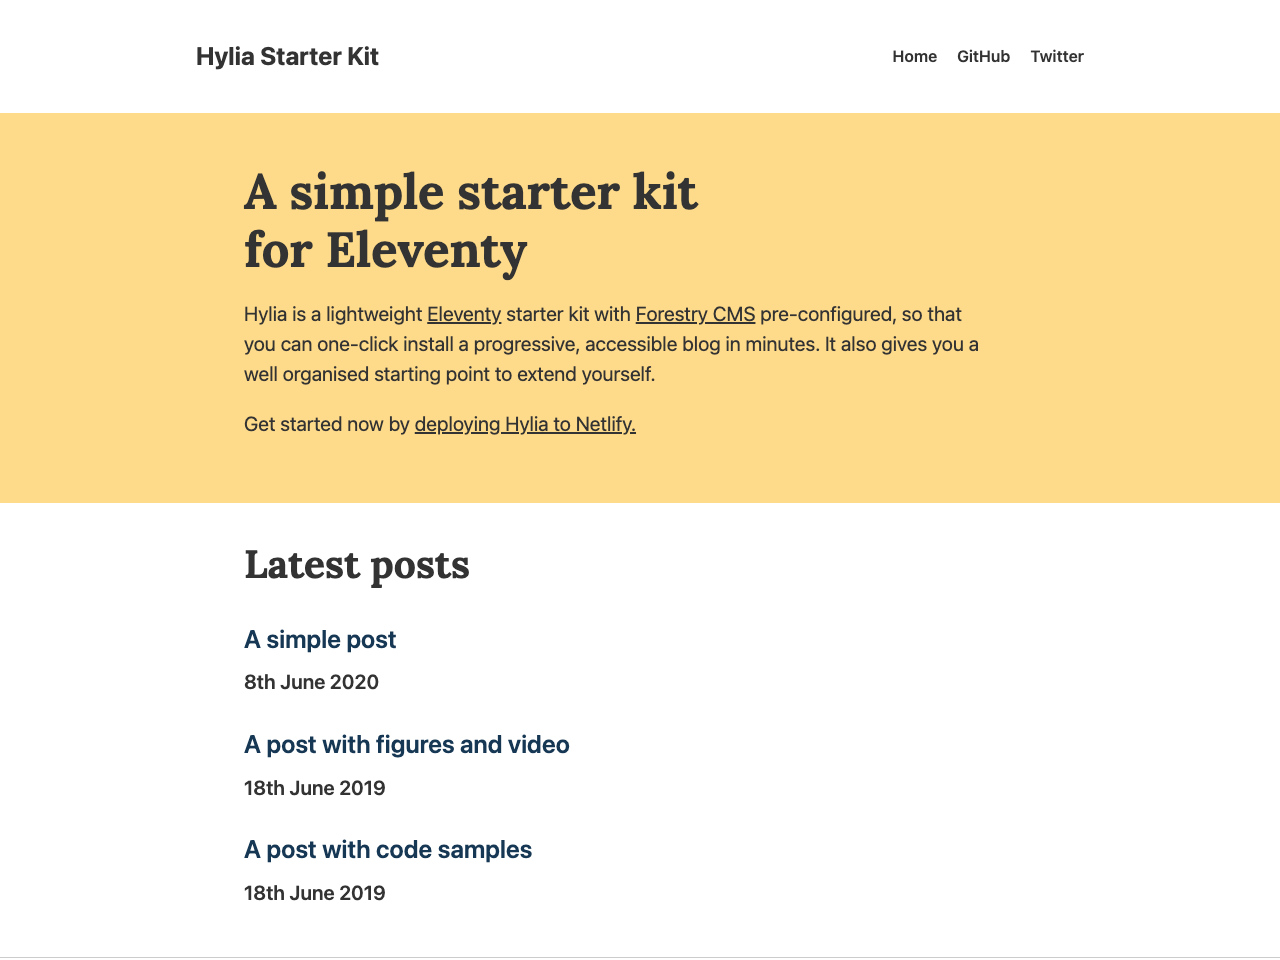 Hylia Starter Kit
Home GitHub Twitter
A simple starter kit
for Eleventy
Hylia is a lightweight Eleventy starter kit with Forestry CMS pre-configured, so that
you can one-click install a progressive, accessible blog in minutes. It also gives you a
well organised starting point to extend yourself.
Get started now by deploying Hylia to Netlify.
Latest posts
A simple post
8th June 2020
A post with figures and video
18th June 2019
A post with code samples
18th June 2019